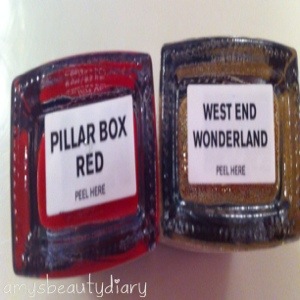 PILLAR BOX
RED
PEEL HERE
WEST END
WONDERLAND
PEEL HERE
amysbeautydiary